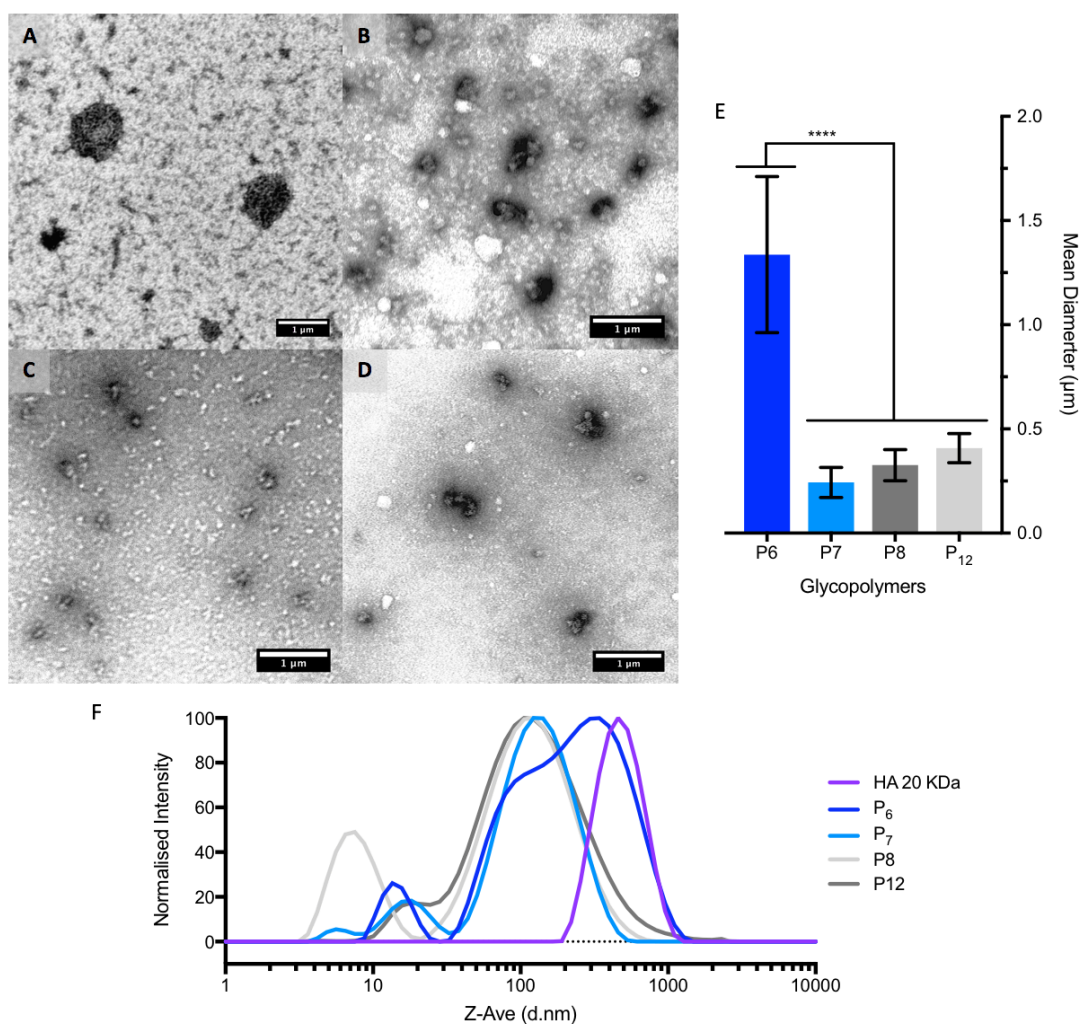 A
B
1 µm
1 µm
C
D
1 µm
1 µm
E
****
2.0
1.5
1.0
0.5
0.0
Mean Diamerter (µm)
P6 P7 P8 P12
Glycopolymers
F
Normalised Intensity
100
80
60
40
20
0
1 10 100 1000 10000
Z-Ave (d.nm)
HA 20 KDa
P6
P7
P8
P12